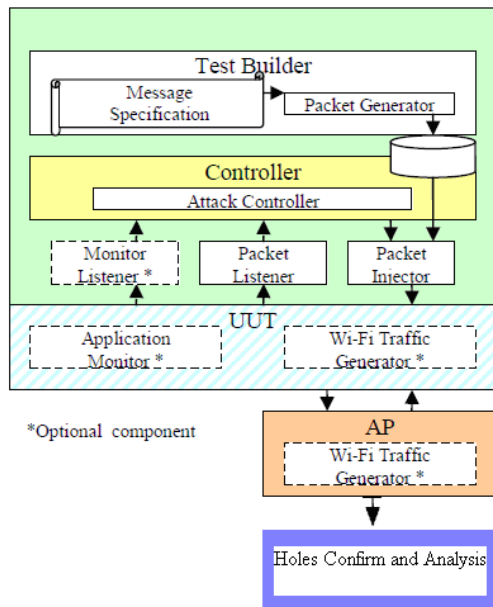 Test Builder
Message
Specification
Packet Generator
Controller
Attack Controller
Monitor
Listener *
Packet
Listener
Packet
Injector
UUT
Application
Monitor *
Wi-Fi Traffic
Generator *
*Optional component
AP
Wi-Fi Traffic
Generator *
Holes Confirm and Analysis